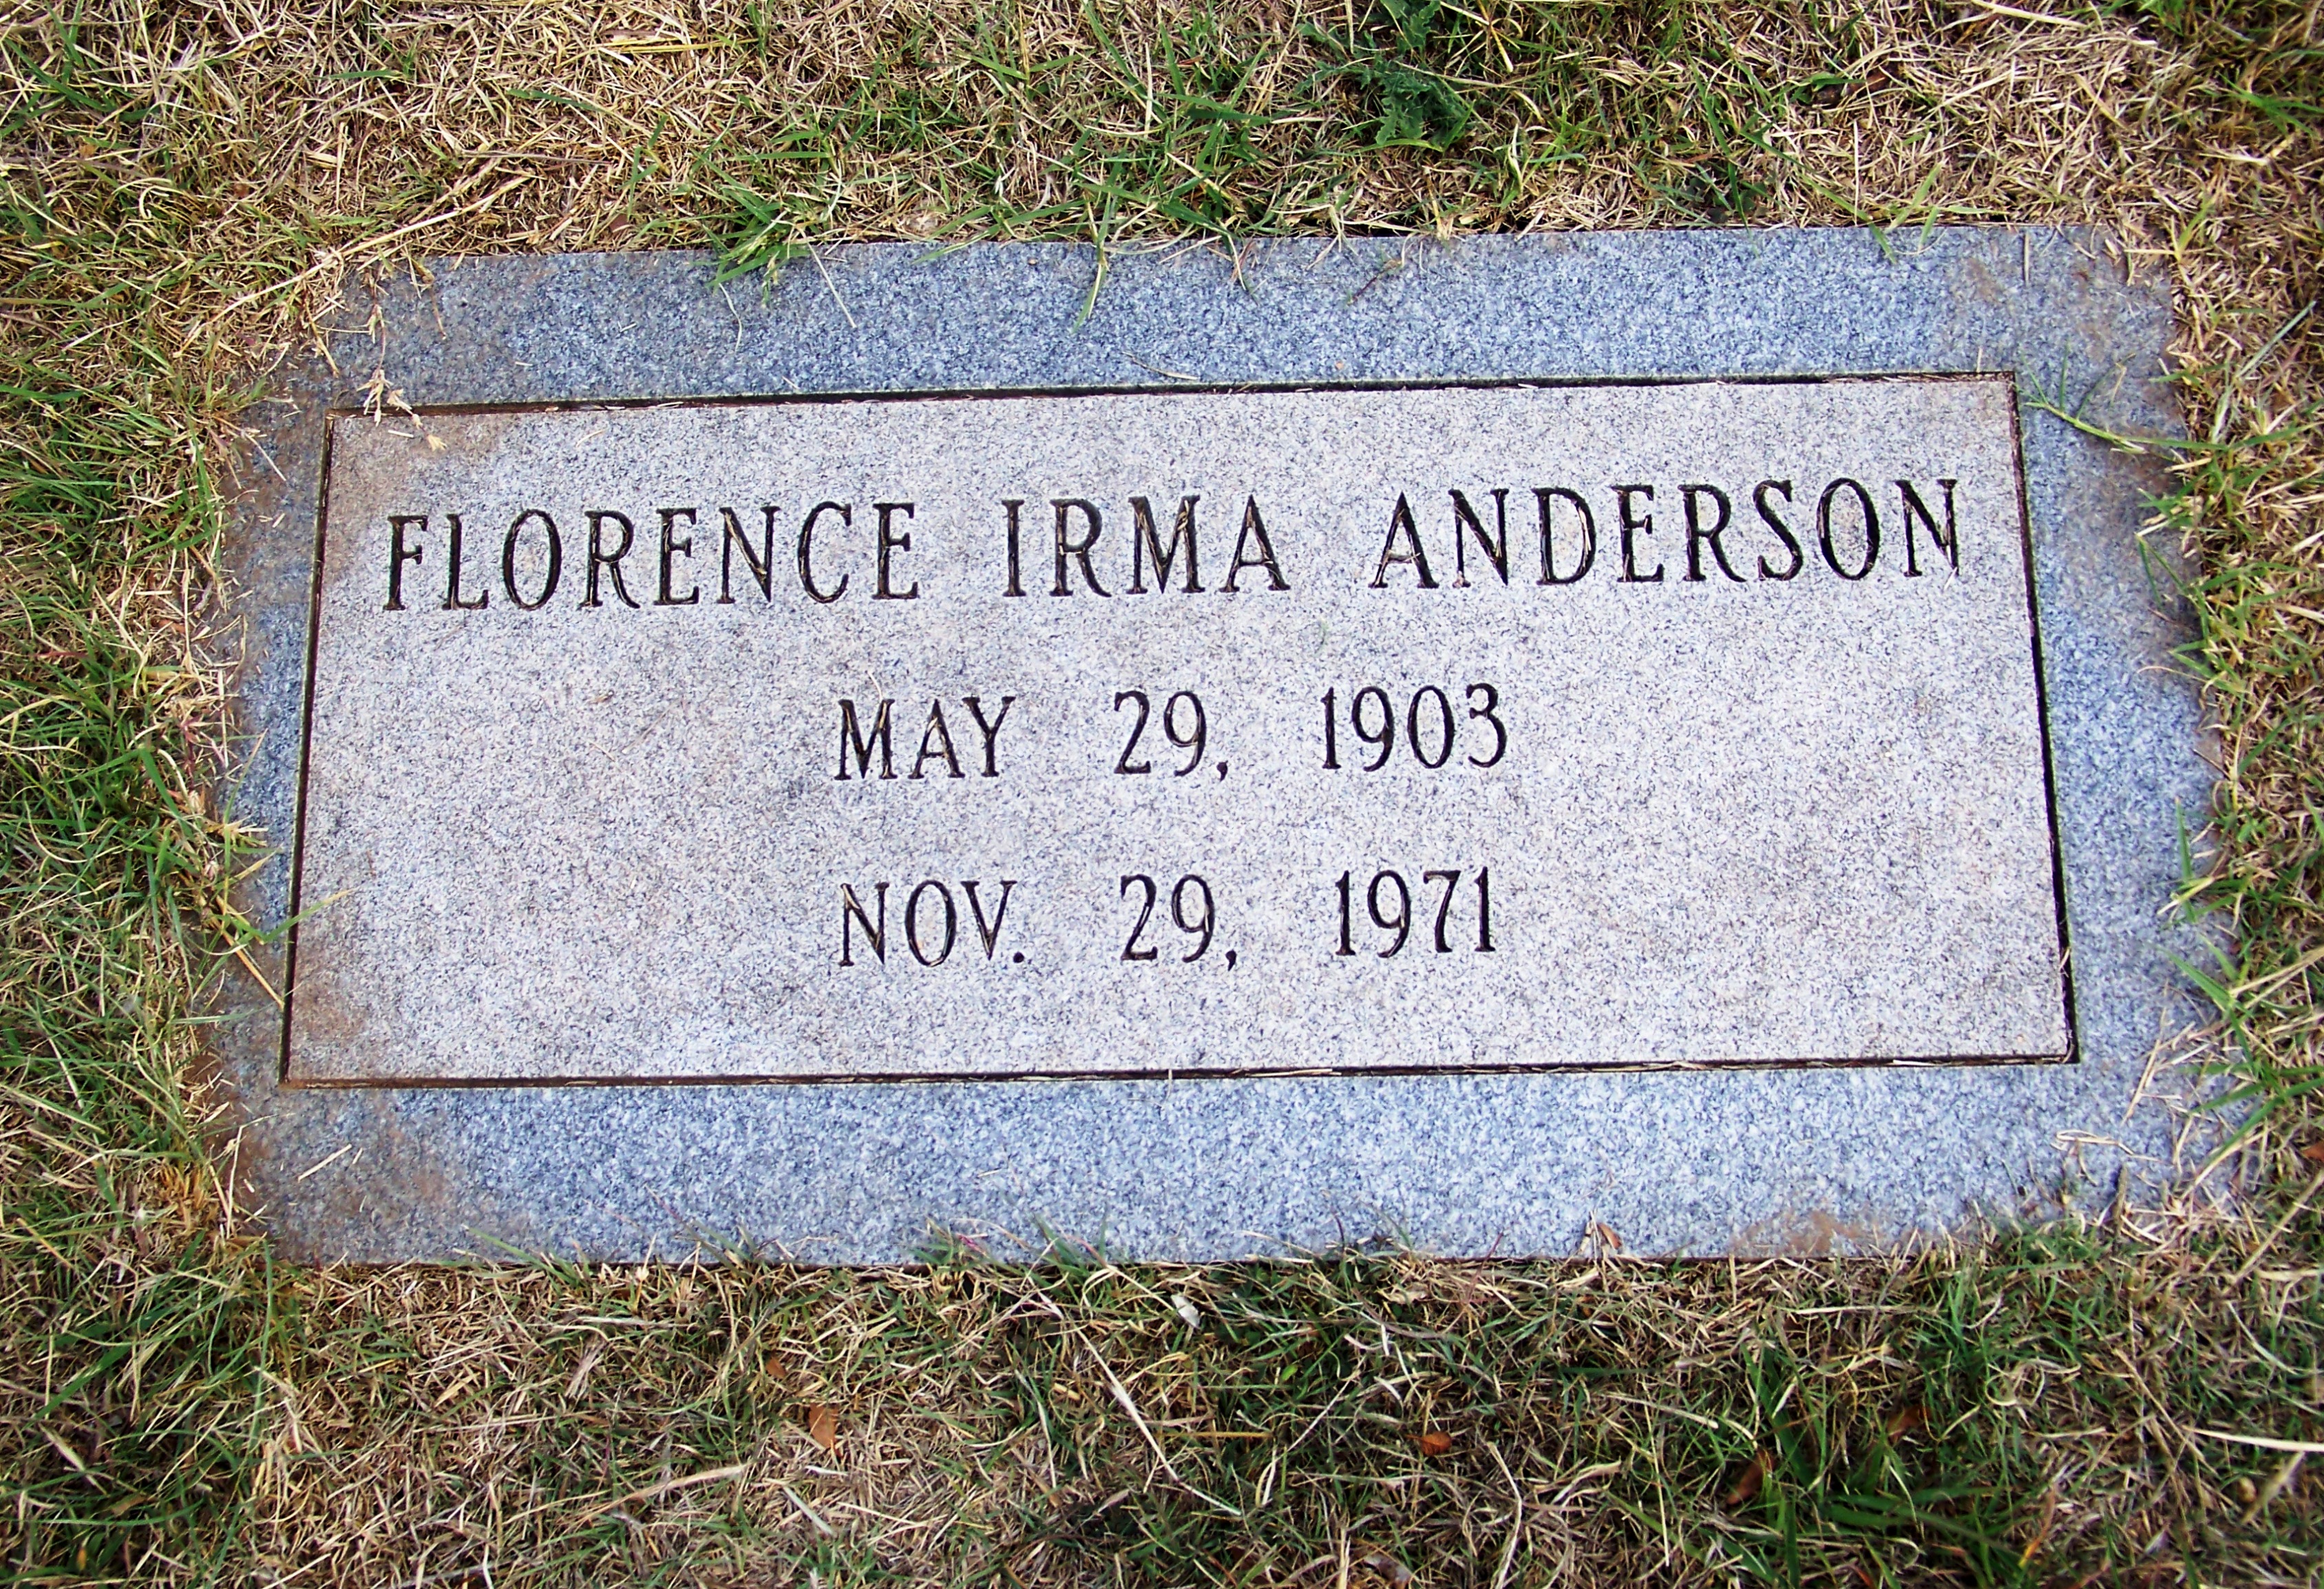 FLORENCE IRMA ANDERSON
MAY 29, 1903
NOV. 29, 1971